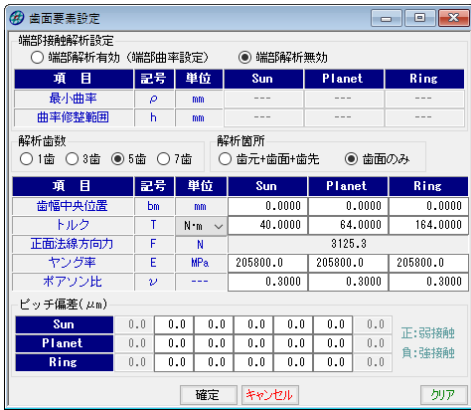 歯面要素設定
端部接触解析設定
端部解析有効（端部曲率設定） 端部解析無効
項 目 記号 単位 Sun Planet Ring
最小曲率 ρ mm --- --- ---
曲率修整範囲 h mm --- --- ---
解析歯数 解析箇所
1歯 3歯 5歯 7歯 歯元+歯面+歯先 歯面のみ
項 目 記号 単位 Sun Planet Ring
歯幅中央位置 bm mm 0.0000 0.0000 0.0000
トルク T N・m 40.0000 64.0000 164.0000
正面法線方向力 F N 3125.3
ヤング率 E MPa 205800.0 205800.0 205800.0
ポアソン比 ν --- 0.3000 0.3000 0.3000
ピッチ偏差(μm)
Sun 0.0 0.0 0.0 0.0 0.0 0.0 0.0
Planet 0.0 0.0 0.0 0.0 0.0 0.0 0.0
Ring 0.0 0.0 0.0 0.0 0.0 0.0 0.0
正:弱接触
負:強接触
確定 キャンセル クリア